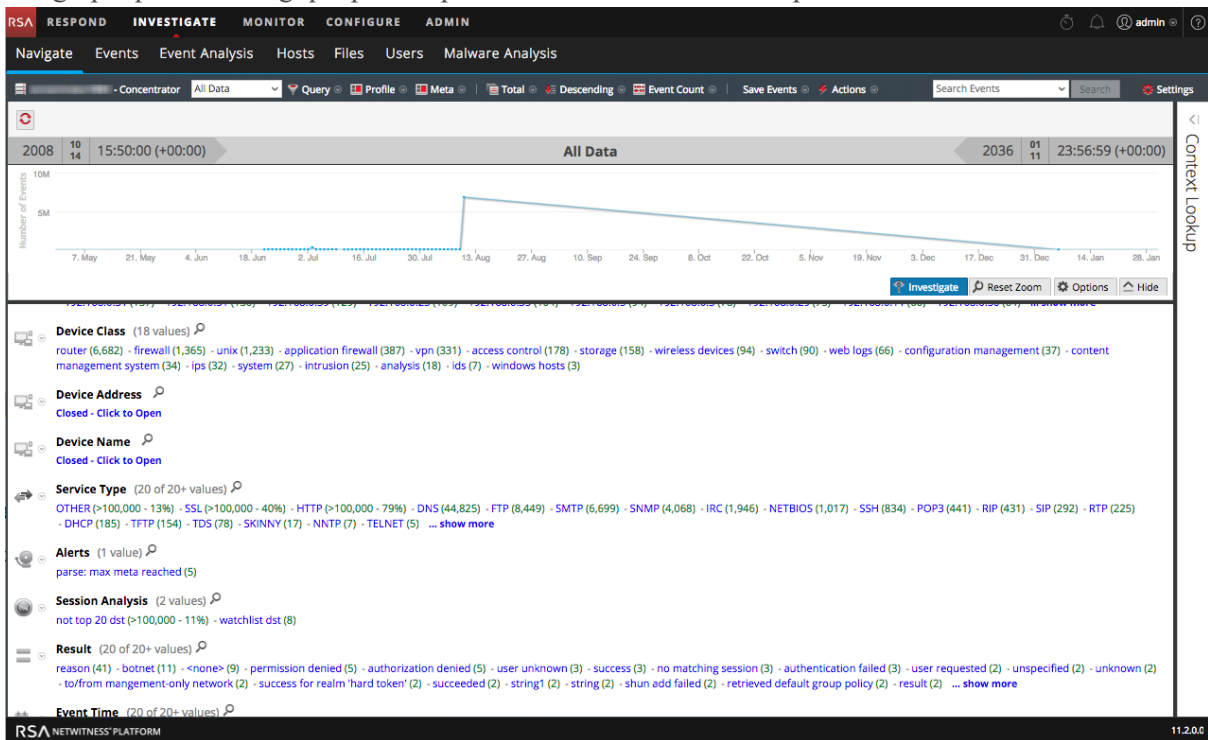 RSA RESPOND INVESTIGATE MONITOR CONFIGURE ADMIN admin
Navigate Events Event Analysis Hosts Files Users Malware Analysis
- Concentrator All Data Query Profile Meta Total Descending Event Count Save Events Actions Search Events Search Settings
Context Lookup
2008 10 14 15:50:00 (+00:00) All Data 2036 01 11 23:56:59 (+00:00)
Number of Events
10M
5M
7. May 21. May 4. Jun 18. Jun 2. Jul 16. Jul 30. Jul 13. Aug 27. Aug 10. Sep 24. Sep 8. Oct 22. Oct 5. Nov 19. Nov 3. Dec 17. Dec 31. Dec 14. Jan 28. Jan
Investigate Reset Zoom Options Hide
Device Class (18 values)
router (6,682) - firewall (1,365) - unix (1,233) - application firewall (387) - vpn (331) - access control (178) - storage (158) - wireless devices (94) - switch (90) - web logs (66) - configuration management (37) - content
management system (34) - ips (32) - system (27) - intrusion (25) - analysis (18) - ids (7) - windows hosts (3)
Device Address
Closed - Click to Open
Device Name
Closed - Click to Open
Service Type (20 of 20+ values)
OTHER (>100,000 - 13%) - SSL (>100,000 - 40%) - HTTP (>100,000 - 79%) - DNS (44,825) - FTP (8,449) - SMTP (6,699) - SNMP (4,068) - IRC (1,946) - NETBIOS (1,017) - SSH (834) - POP3 (441) - RIP (431) - SIP (292) - RTP (225)
- DHCP (185) - TFTP (154) - TDS (78) - SKINNY (17) - NNTP (7) - TELNET (5) ... show more
Alerts (1 value)
parse: max meta reached (5)
Session Analysis (2 values)
not top 20 dst (>100,000 - 11%) - watchlist dst (8)
Result (20 of 20+ values)
reason (41) - botnet (11) - <none> (9) - permission denied (5) - authorization denied (5) - user unknown (3) - success (3) - no matching session (3) - authentication failed (3) - user requested (2) - unspecified (2) - unknown (2)
- to/from mangement-only network (2) - success for realm 'hard token' (2) - succeeded (2) - string1 (2) - string (2) - shun add failed (2) - retrieved default group policy (2) - result (2) ... show more
Event Time (20 of 20+ values)
RSA NETWITNESS® PLATFORM 11.2.0.0